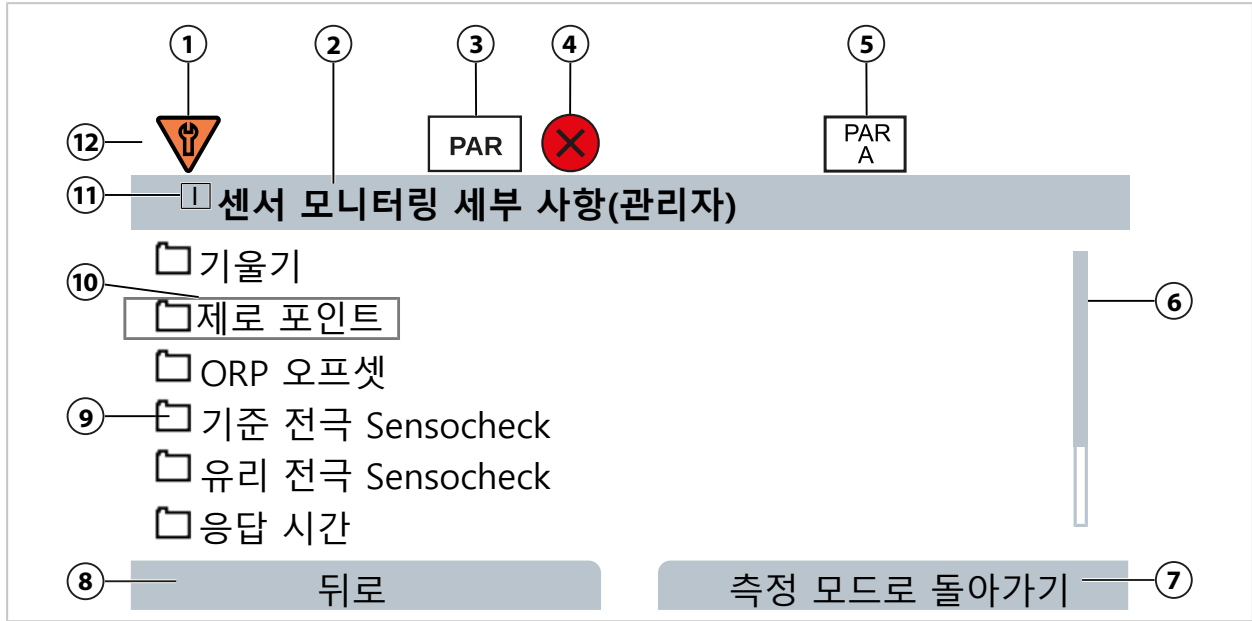 1 2 3 4 5
12 PAR PAR A
11 I 센서 모니터링 세부 사항(관리자)
기울기
10 제로 포인트 6
ORP 오프셋
9 기준 전극 Sensocheck
유리 전극 Sensocheck
응답 시간
8 뒤로 측정 모드로 돌아가기 7